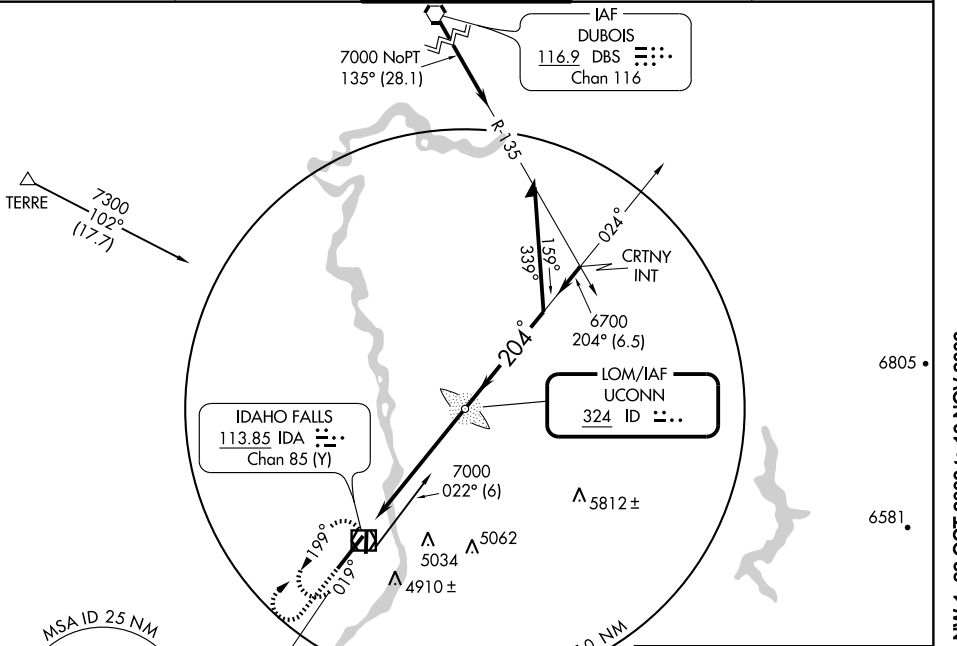 IAF
DUBOIS
116.9 DBS
Chan 116
7000 NoPT
135° (28.1)
R-135
TERRE
7300
102°
(17.7)
024°
159°
339°
CRTNY
INT
6700
204° (6.5)
204°
6805
LOM/IAF
UCONN
324 ID
IDAHO FALLS
113.85 IDA
Chan 85 (Y)
7000
022° (6)
5812 ±
6581
199°
019°
5034
5062
4910 ±
MSA ID 25 NM
10 NM